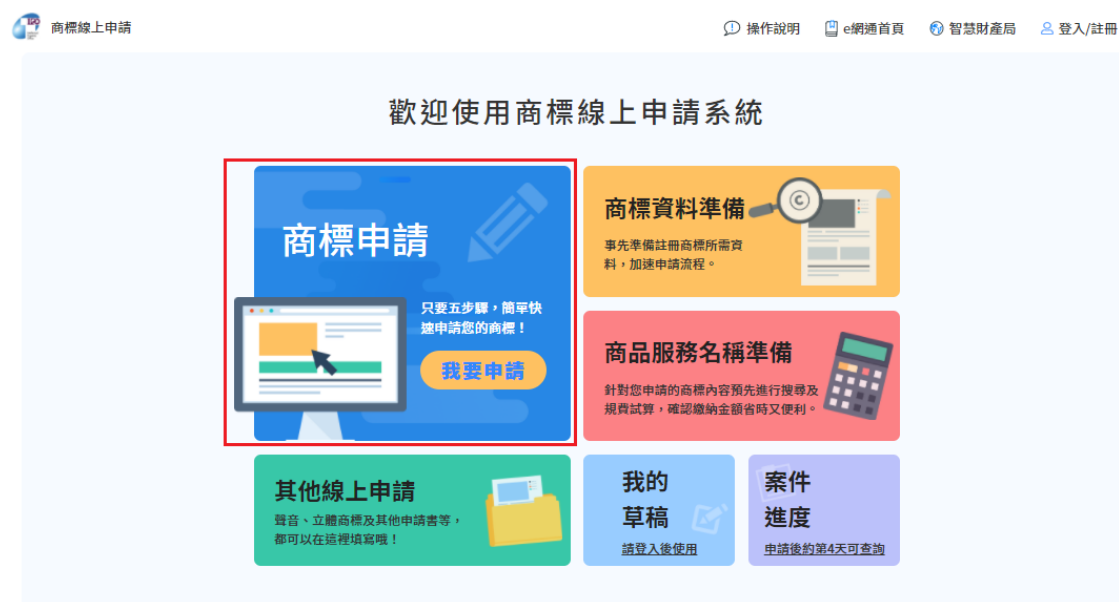 商標線上申請
操作說明
e網通首頁
智慧財產局
登入/註冊
歡迎使用商標線上申請系統
商標申請
只要五步驟，簡單快
速申請您的商標！
我要申請
商標資料準備
事先準備註冊商標所需資
料，加速申請流程。
商品服務名稱準備
針對您申請的商標內容預先進行搜尋及
規費試算，確認繳納金額省時又便利。
其他線上申請
聲音、立體商標及其他申請書等，
都可以在這裡填寫哦！
我的
草稿
請登入後使用
案件
進度
申請後約第4天可查詢